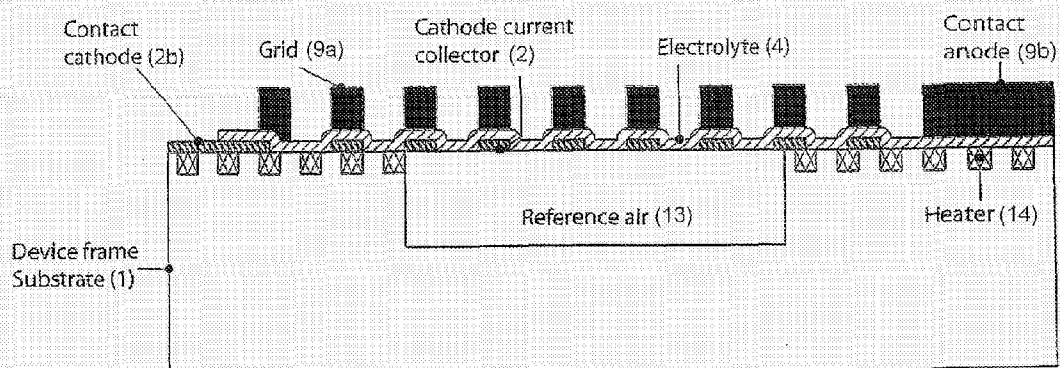 Contact
cathode (2b)
Grid (9a)
Cathode current
collector (2)
Electrolyte (4)
Contact
anode (9b)
Reference air (13)
Heater (14)
Device frame
Substrate (1)